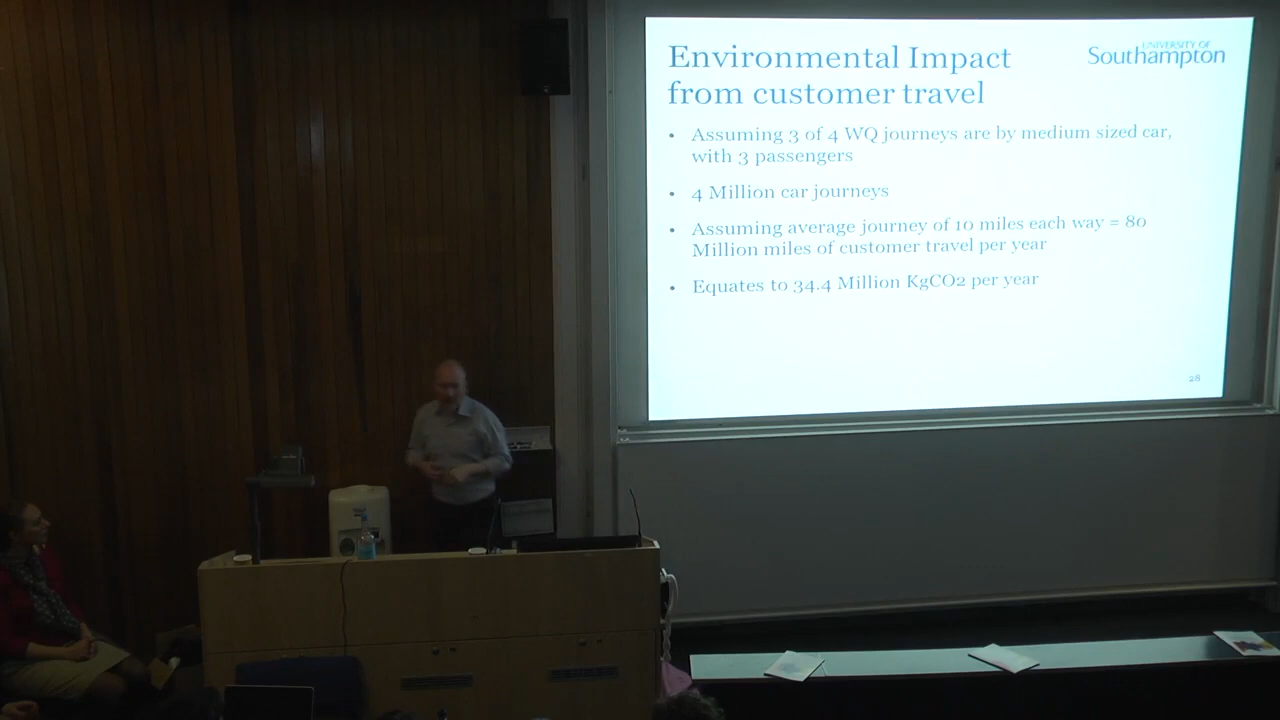 Environmental Impact
from customer travel
UNIVERSITY OF
Southampton
• Assuming 3 of 4 WQ journeys are by medium sized car,
with 3 passengers
• 4 Million car journeys
• Assuming average journey of 10 miles each way = 80
Million miles of customer travel per year
• Equates to 34.4 Million KgCO2 per year
28